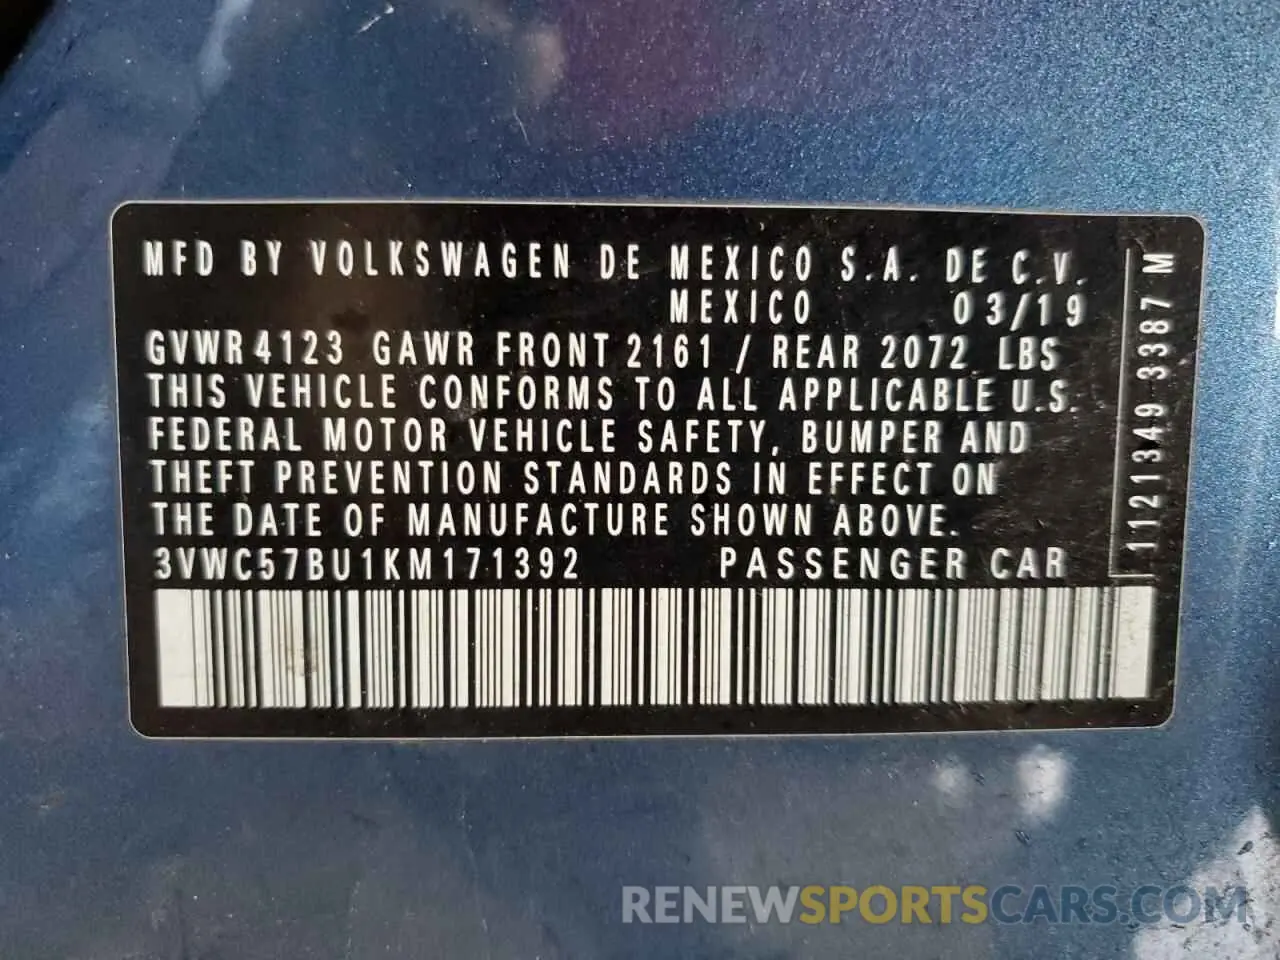 MFD BY VOLKSWAGEN DE MEXICO S.A. DE C.V.
MEXICO 03/19
GVWR 4123 GAWR FRONT 2161 / REAR 2072 LBS
THIS VEHICLE CONFORMS TO ALL APPLICABLE U.S.
FEDERAL MOTOR VEHICLE SAFETY, BUMPER AND
THEFT PREVENTION STANDARDS IN EFFECT ON
THE DATE OF MANUFACTURE SHOWN ABOVE.
3VWC57BU1KM171392 PASSENGER CAR
1121349 3387 M
RENEWSPORTSCARS.COM